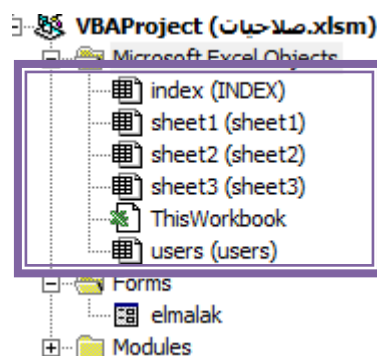 VBAProject (صلاحيات.xlsm)
Microsoft Excel Objects
index (INDEX)
sheet1 (sheet1)
sheet2 (sheet2)
sheet3 (sheet3)
ThisWorkbook
users (users)
Forms
elmalak
Modules